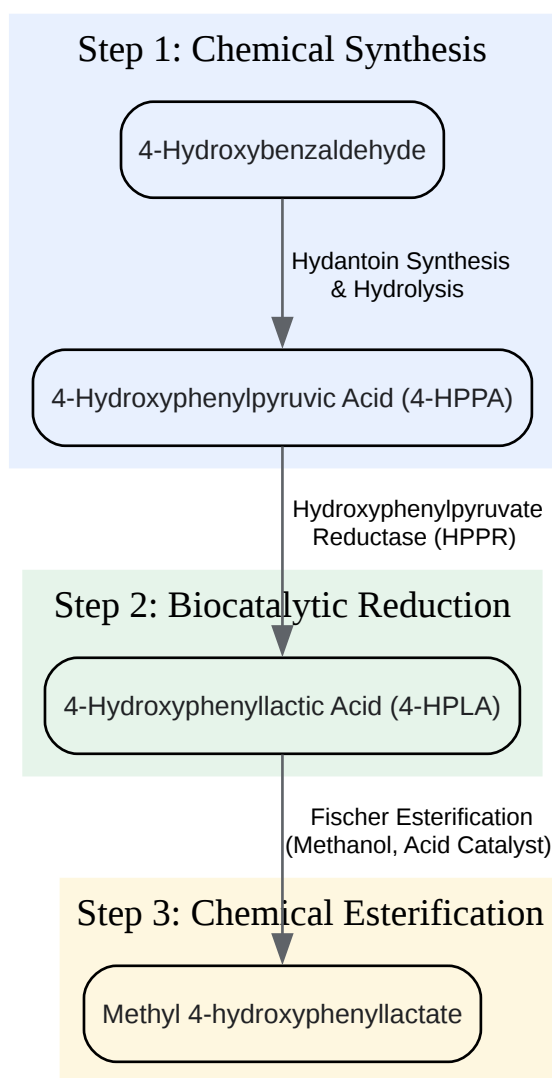 Step 1: Chemical Synthesis
4-Hydroxybenzaldehyde
Hydantoin Synthesis
& Hydrolysis
4-Hydroxyphenylpyruvic Acid (4-HPPA)
Hydroxyphenylpyruvate
Reductase (HPPR)
Step 2: Biocatalytic Reduction
4-Hydroxyphenyllactic Acid (4-HPLA)
Fischer Esterification
(Methanol, Acid Catalyst)
Step 3: Chemical Esterification
Methyl 4-hydroxyphenyllactate